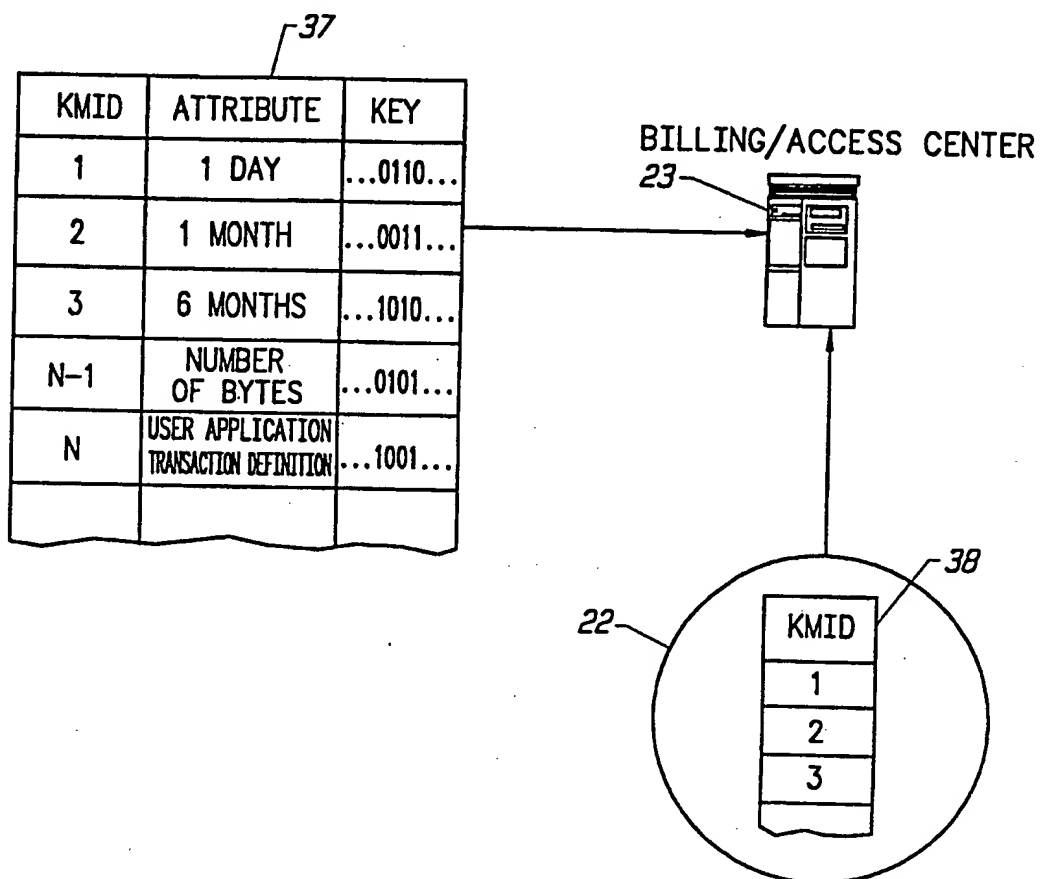 37
KMID ATTRIBUTE KEY
1 1 DAY ...0110...
2 1 MONTH ...0011...
3 6 MONTHS ...1010...
N-1 NUMBER OF BYTES ...0101...
N USER APPLICATION TRANSACTION DEFINITION ...1001...
BILLING/ACCESS CENTER
23
22
38
KMID
1
2
3